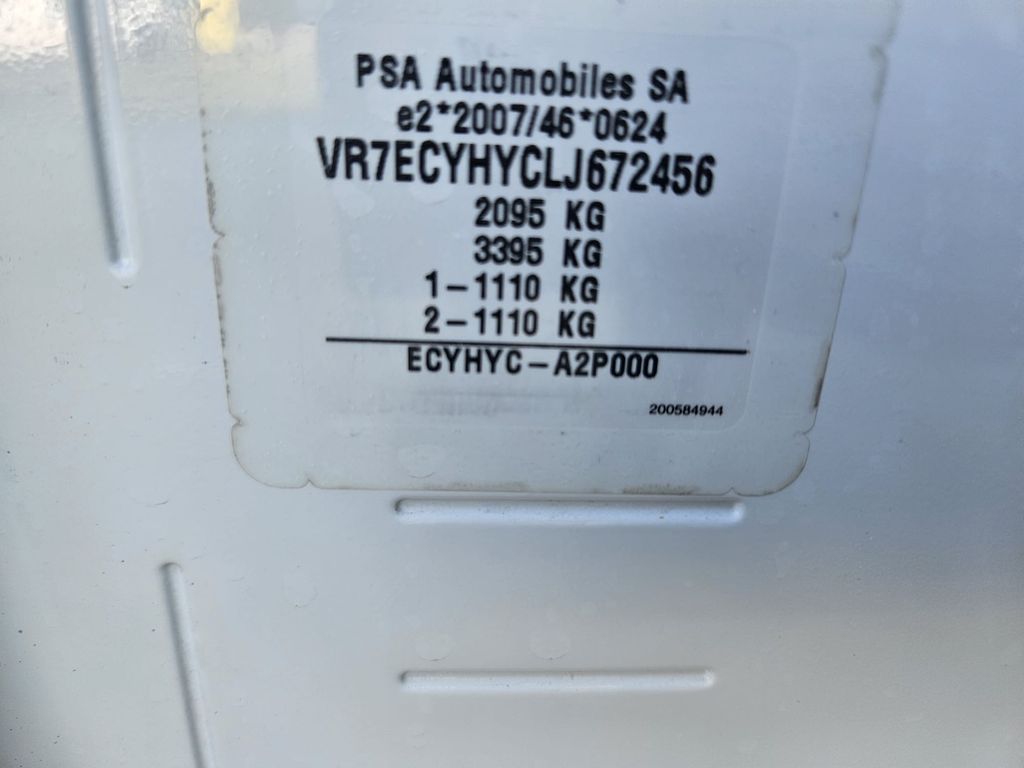 PSA Automobiles SA
e2*2007/46*0624
VR7ECYHYCLJ672456
2095 KG
3395 KG
1-1110 KG
2-1110 KG
ECYHYC-A2P000
200584944